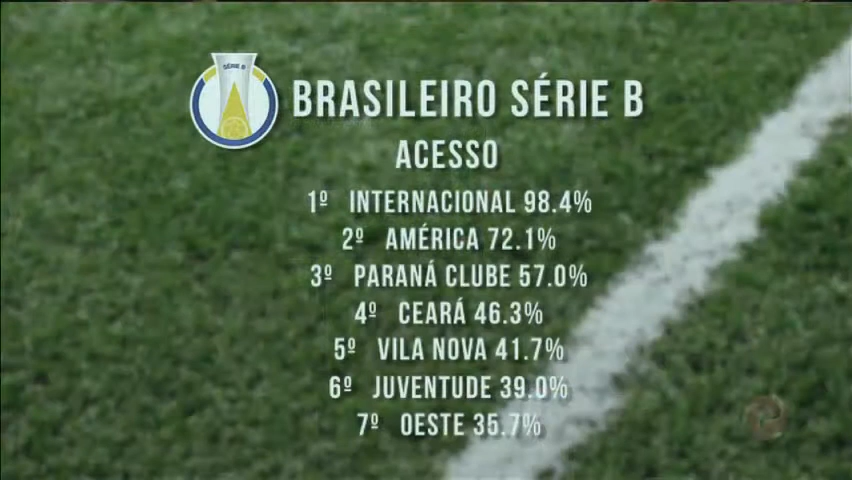 SÉRIE B
BRASILEIRO SÉRIE B
ACESSO
1º INTERNACIONAL 98.4%
2º AMÉRICA 72.1%
3º PARANÁ CLUBE 57.0%
4º CEARÁ 46.3%
5º VILA NOVA 41.7%
6º JUVENTUDE 39.0%
7º OESTE 35.7%